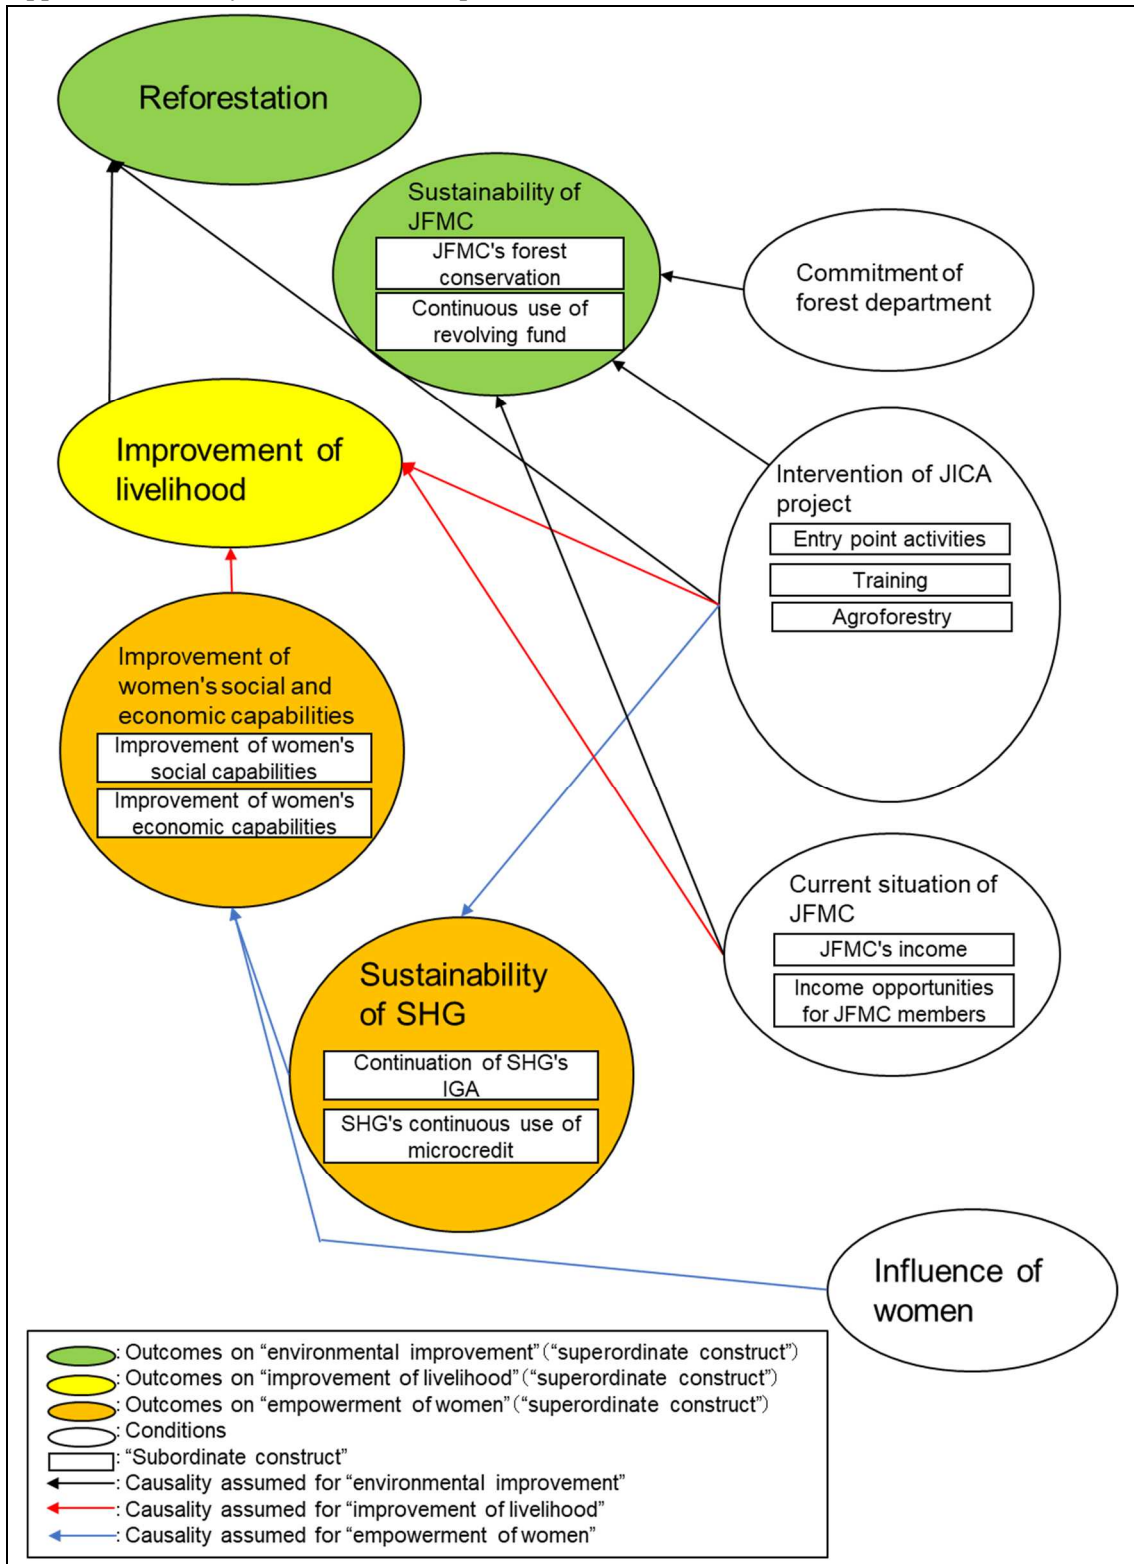 Reforestation
Sustainability of
JFMC
JFMC's forest
conservation
Continuous use of
revolving fund
Commitment of
forest department
Improvement of
livelihood
Intervention of JICA
project
Entry point activities
Training
Agroforestry
Improvement of
women's social and
economic capabilities
Improvement of women's
social capabilities
Improvement of women's
economic capabilities
Current situation of
JFMC
JFMC's income
Income opportunities
for JFMC members
Sustainability
of SHG
Continuation of SHG's
IGA
SHG's continuous use of
microcredit
Influence of
women
: Outcomes on “environmental improvement”(“superordinate construct”)
: Outcomes on “improvement of livelihood”(“superordinate construct”)
: Outcomes on “empowerment of women”(“superordinate construct”)
: Conditions
: “Subordinate construct”
: Causality assumed for “environmental improvement”
: Causality assumed for “improvement of livelihood”
: Causality assumed for “empowerment of women”